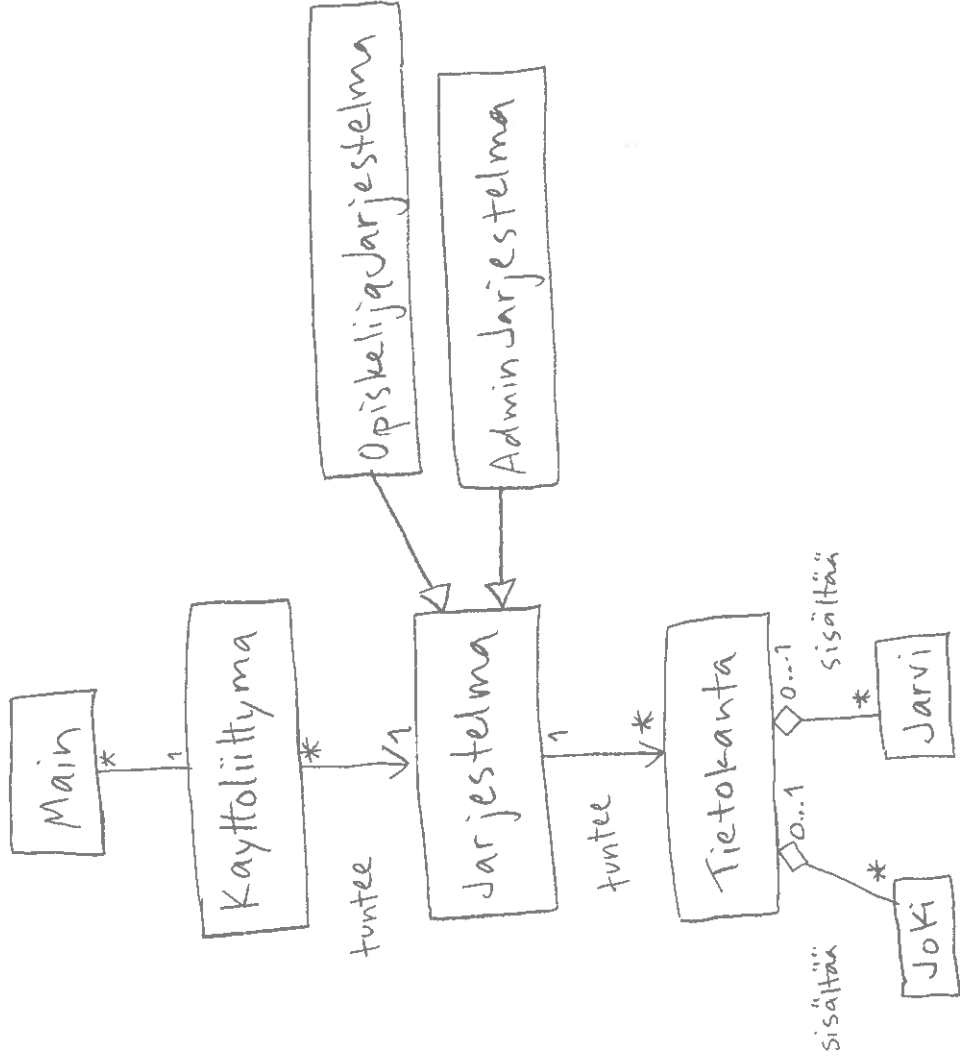 Main
*
1
Kayttoliittyma
*
tuntee
1
Jarjestelma
OpiskelijaJarjestelma
AdminJarjestelma
1
tuntee
*
Tietokanta
0...1
sisältää
*
Jarvi
0...1
sisältää
*
Joki